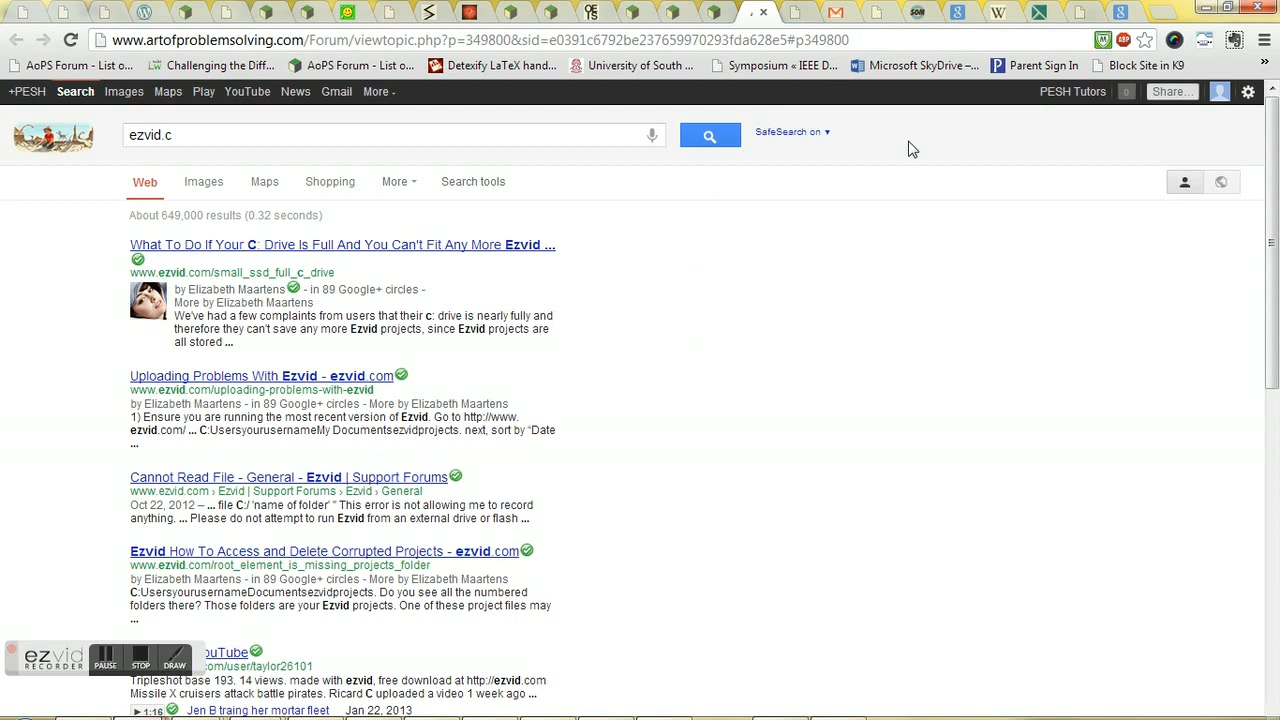 www.artofproblemsolving.com/Forum/viewtopic.php?p=349800&sid=e0391c6792be237659970293fda628e5#p349800
AoPS Forum - List o... Challenging the Diff... AoPS Forum - List o... Detexify LaTeX hand... University of South ... Symposium « IEEE D... Microsoft SkyDrive –... Parent Sign In Block Site in K9 »
+PESH Search Images Maps Play YouTube News Gmail More PESH Tutors 0 Share...
ezvid.c SafeSearch on
Web Images Maps Shopping More Search tools
About 649,000 results (0.32 seconds)
What To Do If Your C: Drive Is Full And You Can't Fit Any More Ezvid ...
www.ezvid.com/small_ssd_full_c_drive
by Elizabeth Maartens - in 89 Google+ circles -
More by Elizabeth Maartens
We've had a few complaints from users that their c: drive is nearly fully and
therefore they can't save any more Ezvid projects, since Ezvid projects are
all stored ...
Uploading Problems With Ezvid - ezvid.com
www.ezvid.com/uploading-problems-with-ezvid
by Elizabeth Maartens - in 89 Google+ circles - More by Elizabeth Maartens
1) Ensure you are running the most recent version of Ezvid. Go to http://www.
ezvid.com/ ... C:UsersyourusernameMy Documentsezvidprojects. next, sort by “Date
...
Cannot Read File - General - Ezvid | Support Forums
www.ezvid.com › Ezvid | Support Forums › Ezvid › General
Oct 22, 2012 – ... file C:/ 'name of folder' " This error is not allowing me to record
anything. ... Please do not attempt to run Ezvid from an external drive or flash ...
Ezvid How To Access and Delete Corrupted Projects - ezvid.com
www.ezvid.com/root_element_is_missing_projects_folder
by Elizabeth Maartens - in 89 Google+ circles - More by Elizabeth Maartens
C:UsersyourusernameDocumentsezvidprojects. Do you see all the numbered
folders there? Those folders are your Ezvid projects. One of these project files may
...
ouTube
com/user/taylor26101
ezvid RECORDER PAUSE STOP DRAW
Tripleshot base 193. 14 views. made with ezvid, free download at http://ezvid.com
Missile X cruisers attack battle pirates. Ricard C uploaded a video 1 week ago ...
1:16 Jen B traing her mortar fleet Jan 22, 2013